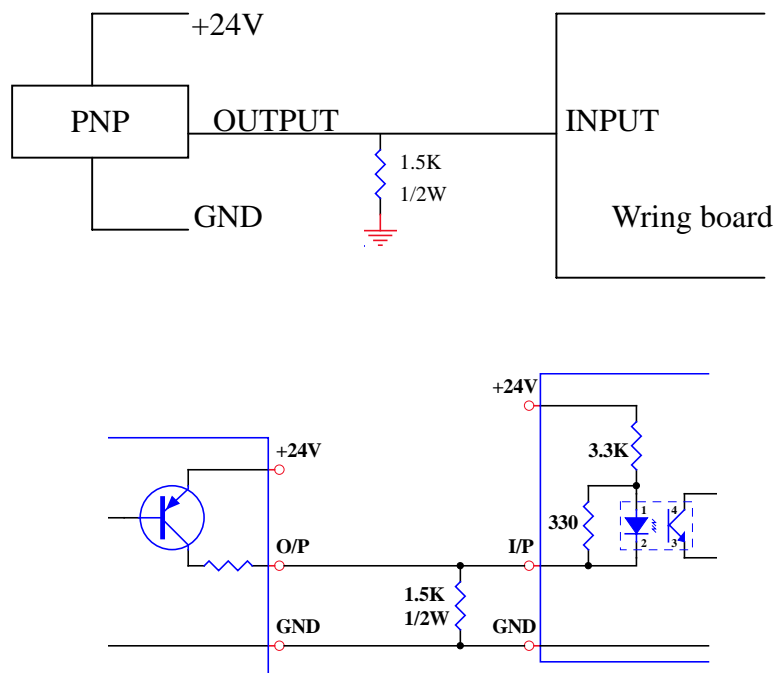 +24V
PNP
OUTPUT
INPUT
1.5K
1/2W
GND
Wring board
+24V
+24V
3.3K
330
1
4
2
3
O/P
I/P
1.5K
1/2W
GND
GND